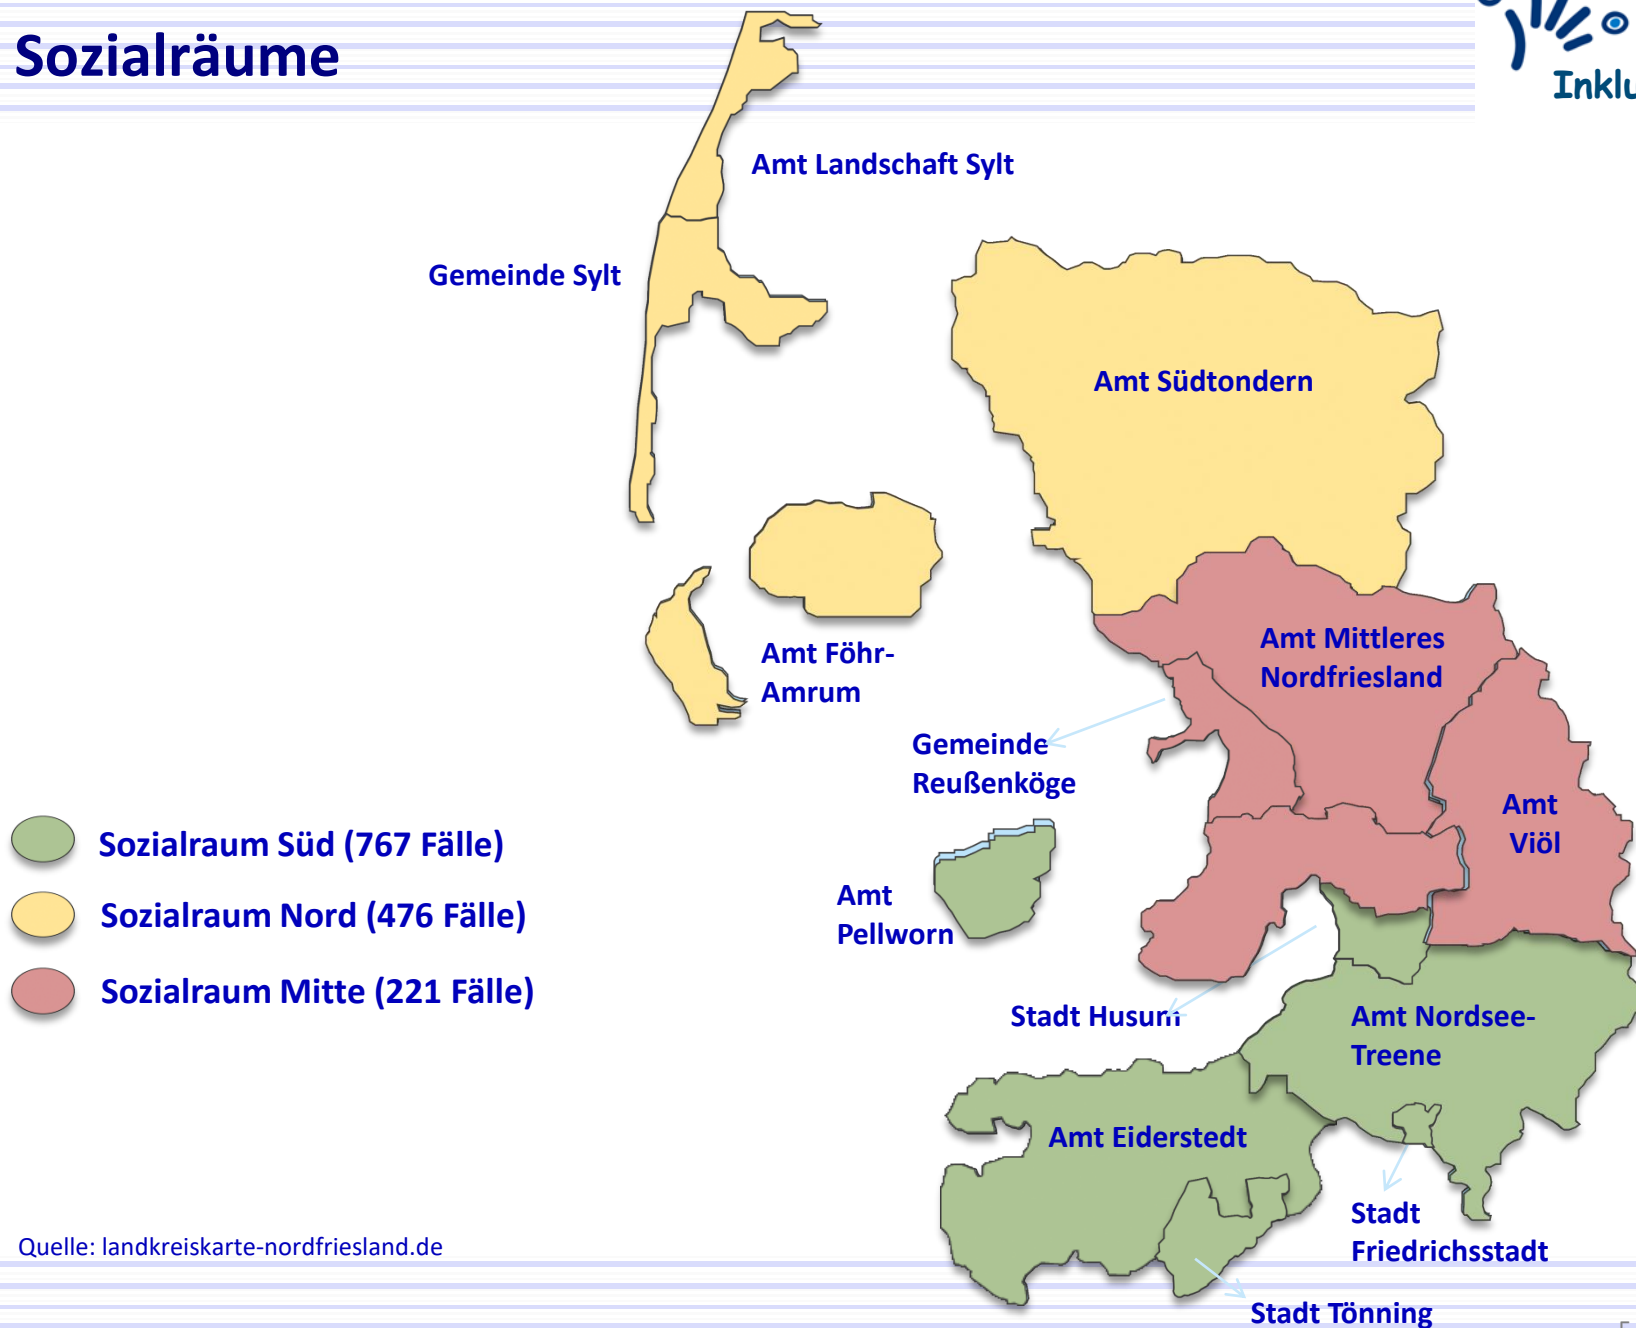 Sozialräume
Inklu
Amt Landschaft Sylt
Gemeinde Sylt
Amt Südtondern
Amt Föhr-
Amrum
Amt Mittleres
Nordfriesland
Gemeinde
Reußenköge
Amt
Viöl
Sozialraum Süd (767 Fälle)
Sozialraum Nord (476 Fälle)
Sozialraum Mitte (221 Fälle)
Amt
Pellworn
Stadt Husum
Amt Nordsee-
Treene
Amt Eiderstedt
Stadt
Friedrichsstadt
Stadt Tönning
Quelle: landkreiskarte-nordfriesland.de